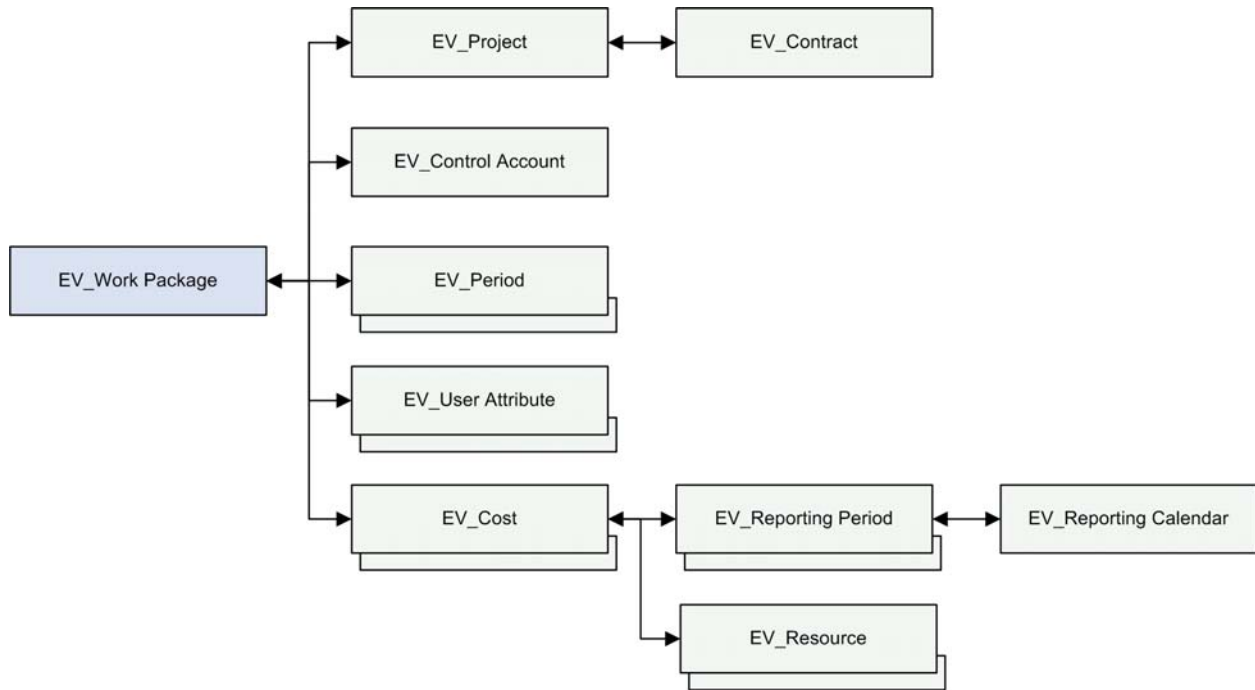 EV_Project
EV_Contract
EV_Control Account
EV_Work Package
EV_Period
EV_User Attribute
EV_Cost
EV_Reporting Period
EV_Reporting Calendar
EV_Resource